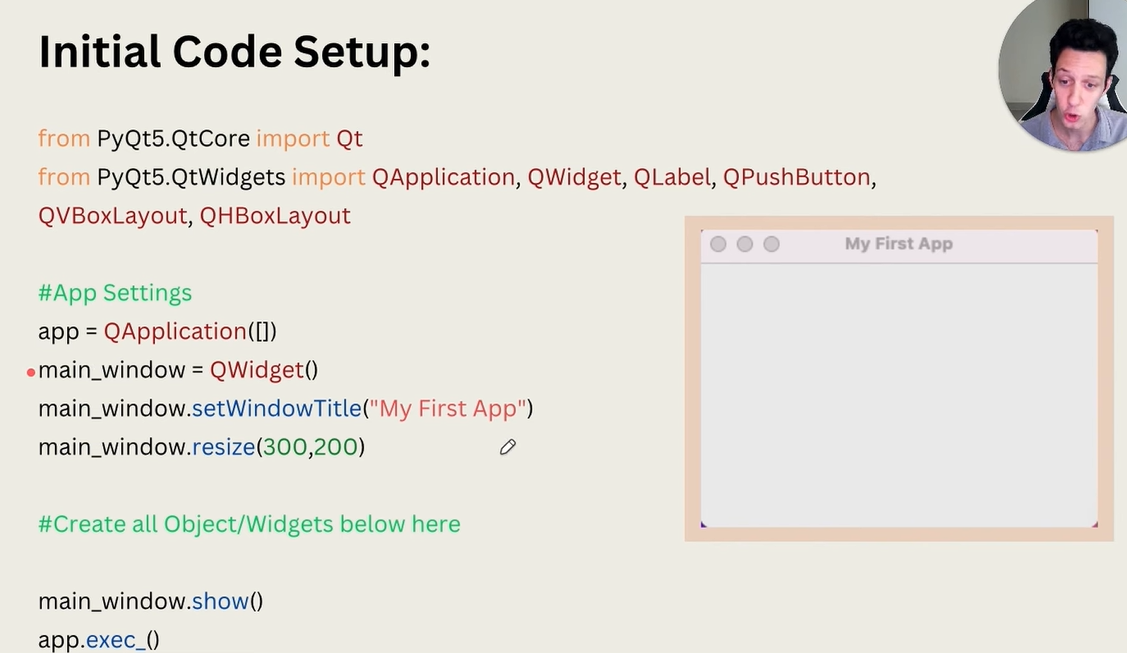 Initial Code Setup:
from PyQt5.QtCore import Qt
from PyQt5.QtWidgets import QApplication, QWidget, QLabel, QPushButton,
QVBoxLayout, QHBoxLayout
My First App
#App Settings
app = QApplication([])
main_window = QWidget()
main_window.setWindowTitle("My First App")
main_window.resize(300,200)
#Create all Object/Widgets below here
main_window.show()
app.exec_()